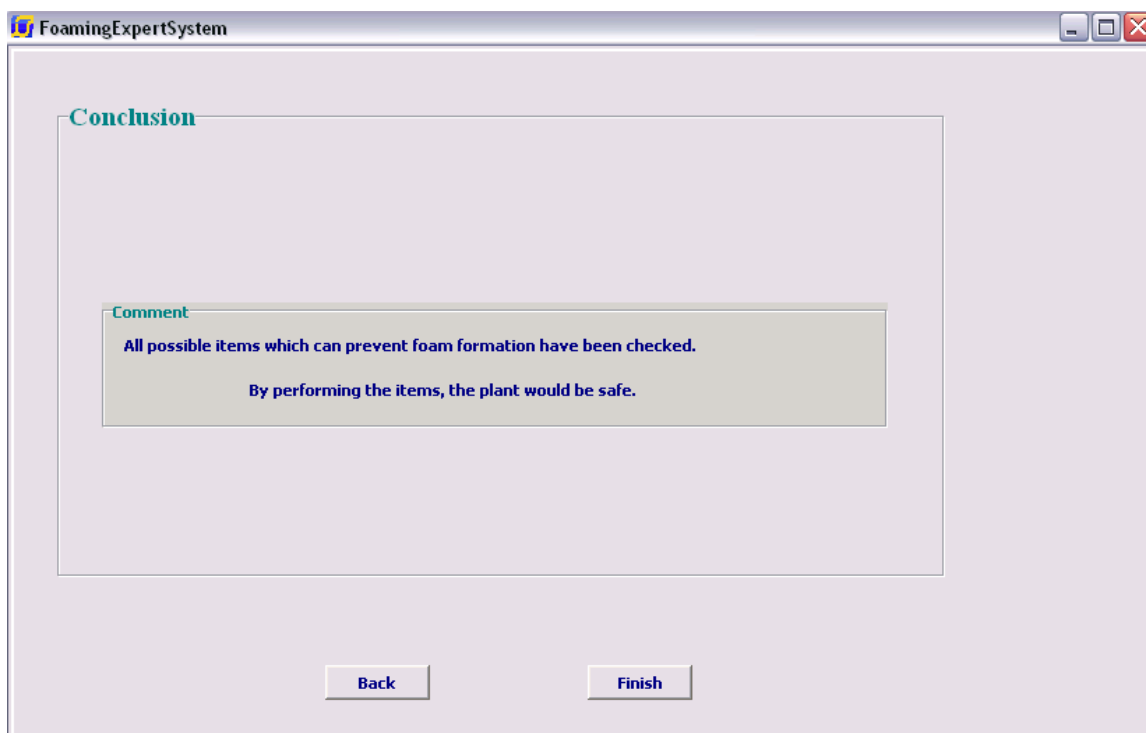 FoamingExpertSystem
Conclusion
Comment
All possible items which can prevent foam formation have been checked.
By performing the items, the plant would be safe.
Back
Finish